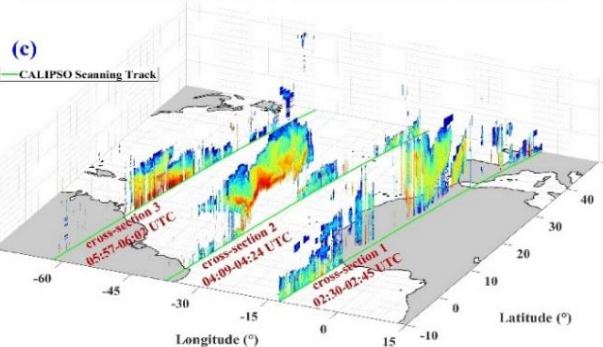 (c)
CALIPSO Scanning Track
cross-section 3
05:57-06:02 UTC
cross-section 2
04:09-04:24 UTC
cross-section 1
02:30-02:45 UTC
-60
-45
-30
-15
0
15
Longitude (°)
-10
0
10
20
30
40
Latitude (°)